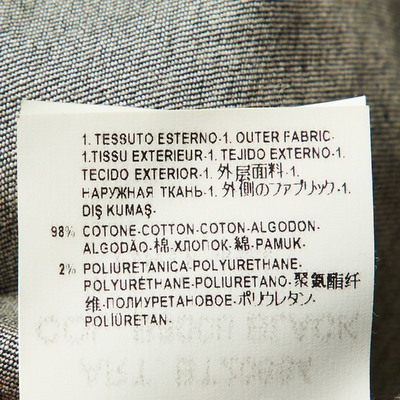 1. TESSUTO ESTERNO-1. OUTER FABRIC-
1.TISSU EXTERIEUR-1. TEJIDO EXTERNO-1.
TECIDO EXTERIOR-1. 外层面料-1.
НАРУЖНАЯ ТКАНЬ-1. 外側のファブリック-1.
DIŞ KUMAŞ-
98% COTONE-COTTON-COTON-ALGODON-
ALGODÃO-棉-ХЛОПОК-綿-PAMUK-
2% POLIURETANICA-POLYURETHANE-
POLYURÉTHANE-POLIURETANO-聚氨酯纤
维-ПОЛИУРЕТАНОВОЕ-ポリウレタン-
POLİÜRETAN-